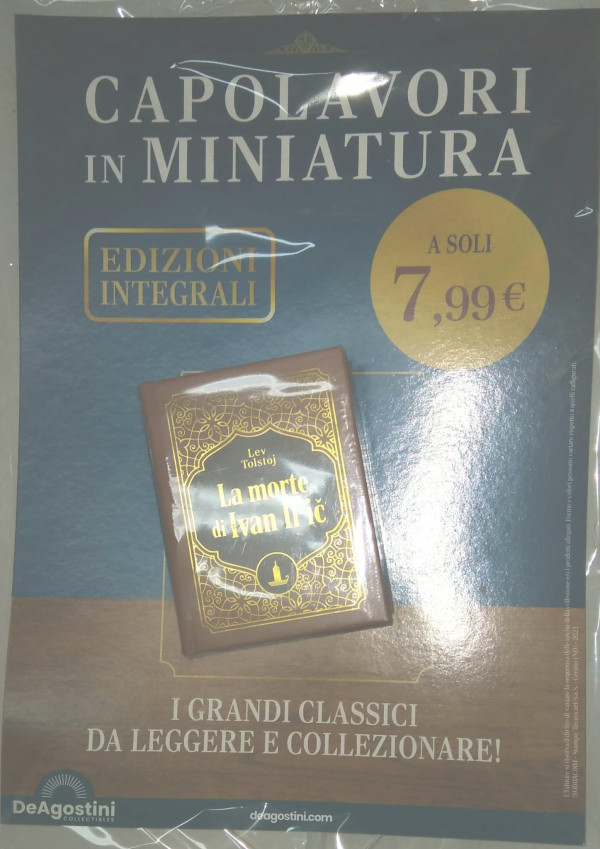 CAPOLAVORI
IN MINIATURA
EDIZIONI
INTEGRALI
A SOLI
7,99 €
Lev
Tolstoj
La morte
di Ivan Il'ič
I GRANDI CLASSICI
DA LEGGERE E COLLEZIONARE!
DeAgostini
COLLECTIBLES
deagostini.com